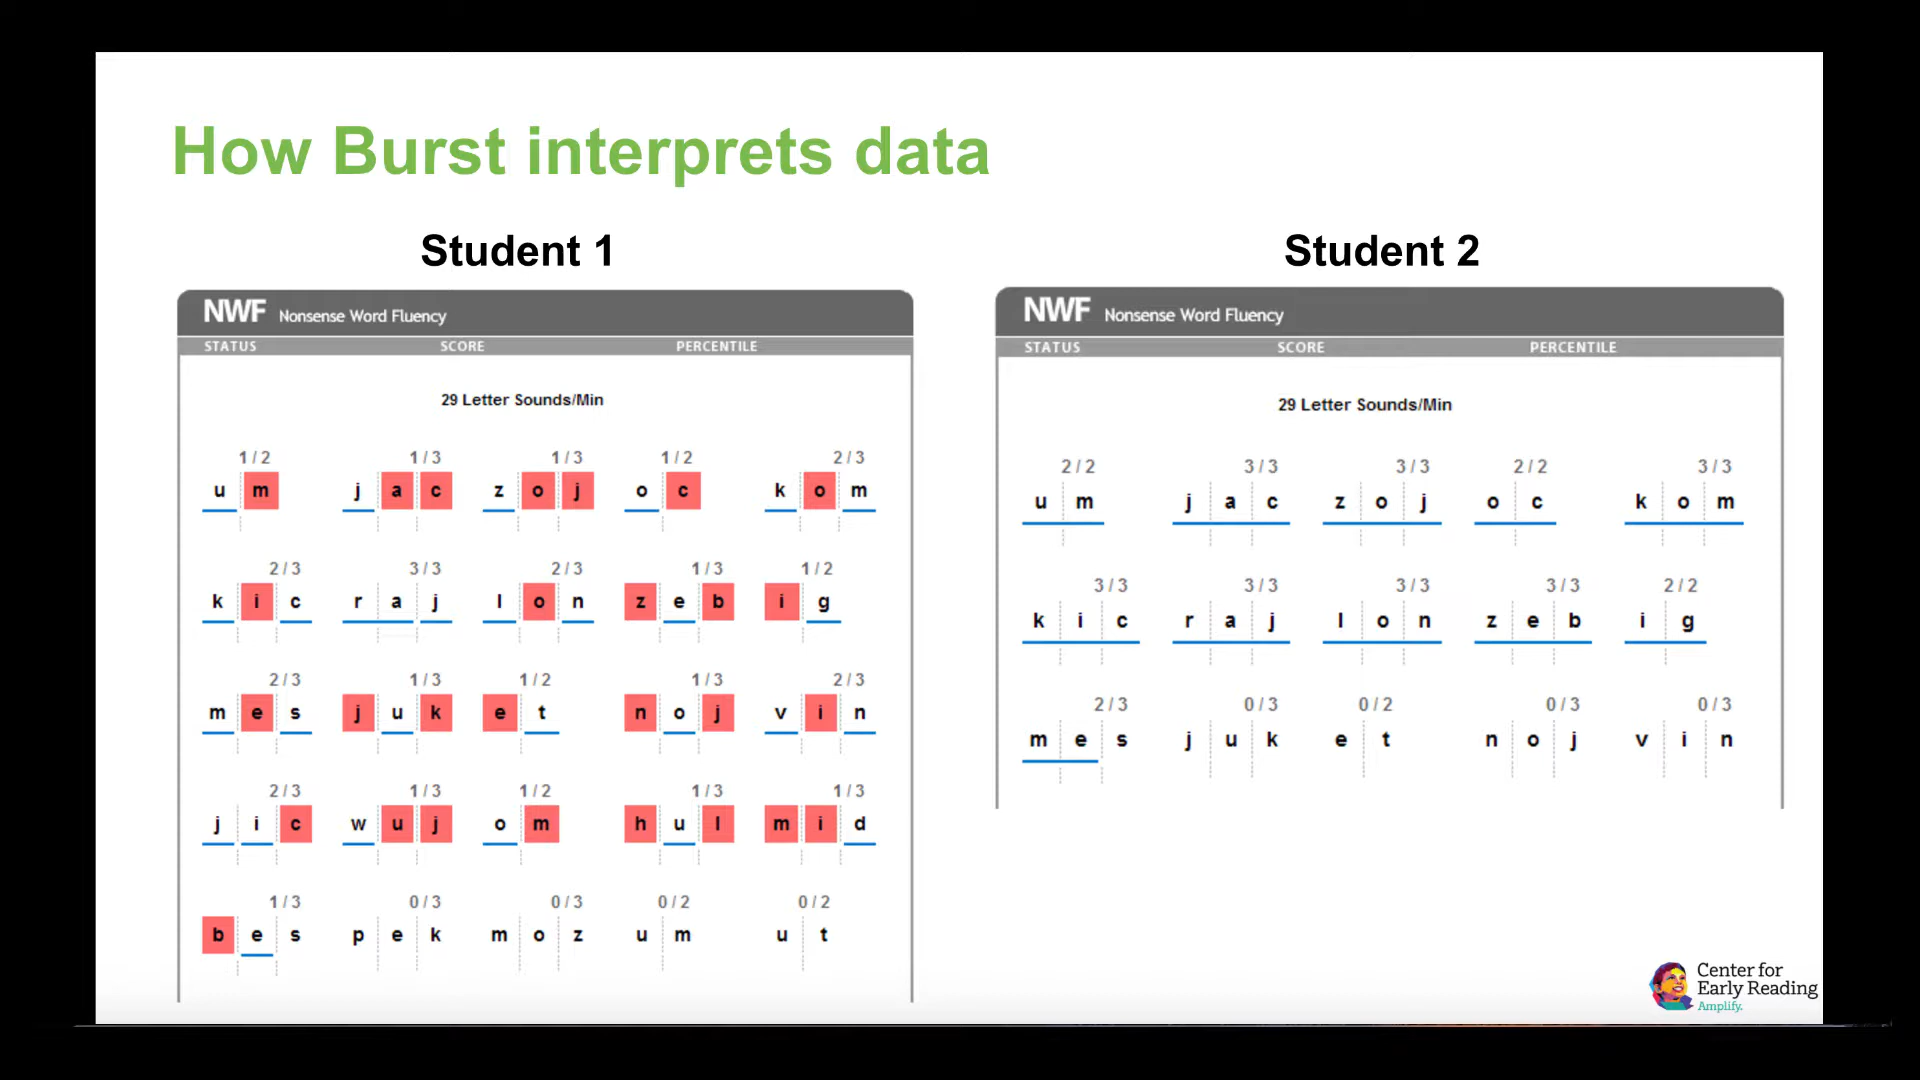 How Burst interprets data
Student 1
NWF Nonsense Word Fluency
STATUS SCORE PERCENTILE
29 Letter Sounds/Min
1/2 1/3 1/3 1/2 2/3
u m j a c z o j o c k o m
2/3 3/3 2/3 1/3 1/2
k i c r a j l o n z e b i g
2/3 1/3 1/2 1/3 2/3
m e s j u k e t n o j v i n
2/3 1/3 1/2 1/3 1/3
j i c w u j o m h u l m i d
1/3 0/3 0/3 0/2 0/2
b e s p e k m o z u m u t
Student 2
NWF Nonsense Word Fluency
STATUS SCORE PERCENTILE
29 Letter Sounds/Min
2/2 3/3 3/3 2/2 3/3
u m j a c z o j o c k o m
3/3 3/3 3/3 3/3 2/2
k i c r a j l o n z e b i g
2/3 0/3 0/2 0/3 0/3
m e s j u k e t n o j v i n
Center for
Early Reading
Amplify.